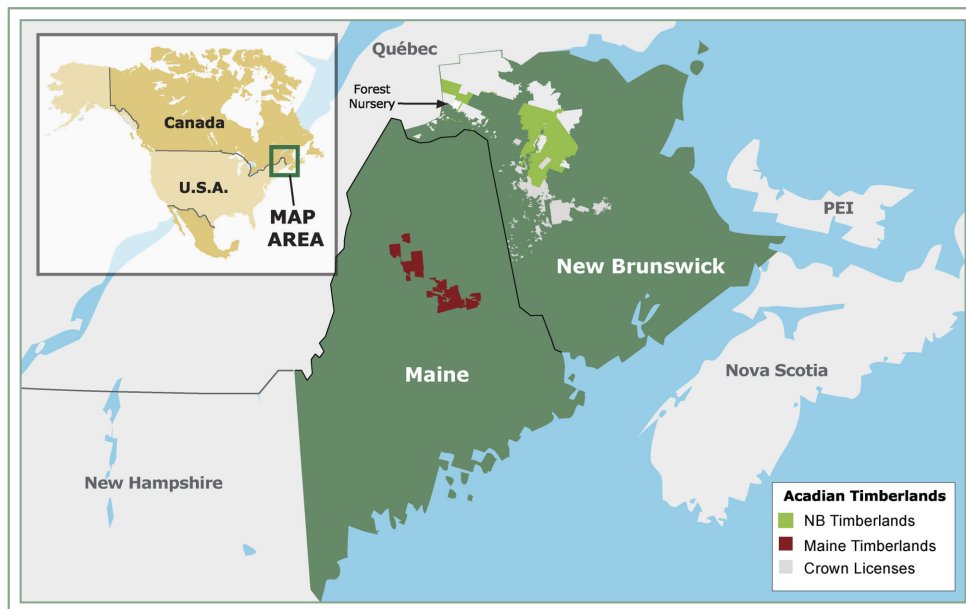 Québec
Forest
Nursery
Canada
U.S.A.
MAP
AREA
PEI
New Brunswick
Maine
Nova Scotia
New Hampshire
Acadian Timberlands
NB Timberlands
Maine Timberlands
Crown Licenses